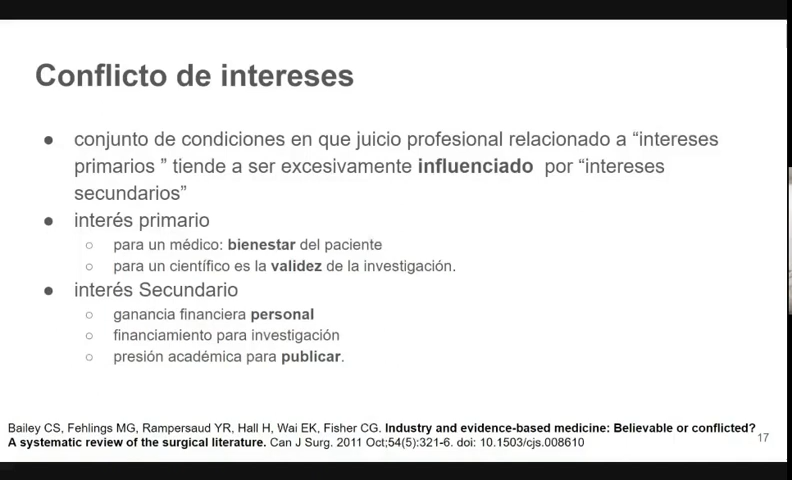 Conflicto de intereses
● conjunto de condiciones en que juicio profesional relacionado a “intereses
primarios ” tiende a ser excesivamente influenciado por “intereses
secundarios”
● interés primario
○ para un médico: bienestar del paciente
○ para un científico es la validez de la investigación.
● interés Secundario
○ ganancia financiera personal
○ financiamiento para investigación
○ presión académica para publicar.
Bailey CS, Fehlings MG, Rampersaud YR, Hall H, Wai EK, Fisher CG. Industry and evidence-based medicine: Believable or conflicted?
A systematic review of the surgical literature. Can J Surg. 2011 Oct;54(5):321-6. doi: 10.1503/cjs.008610
17